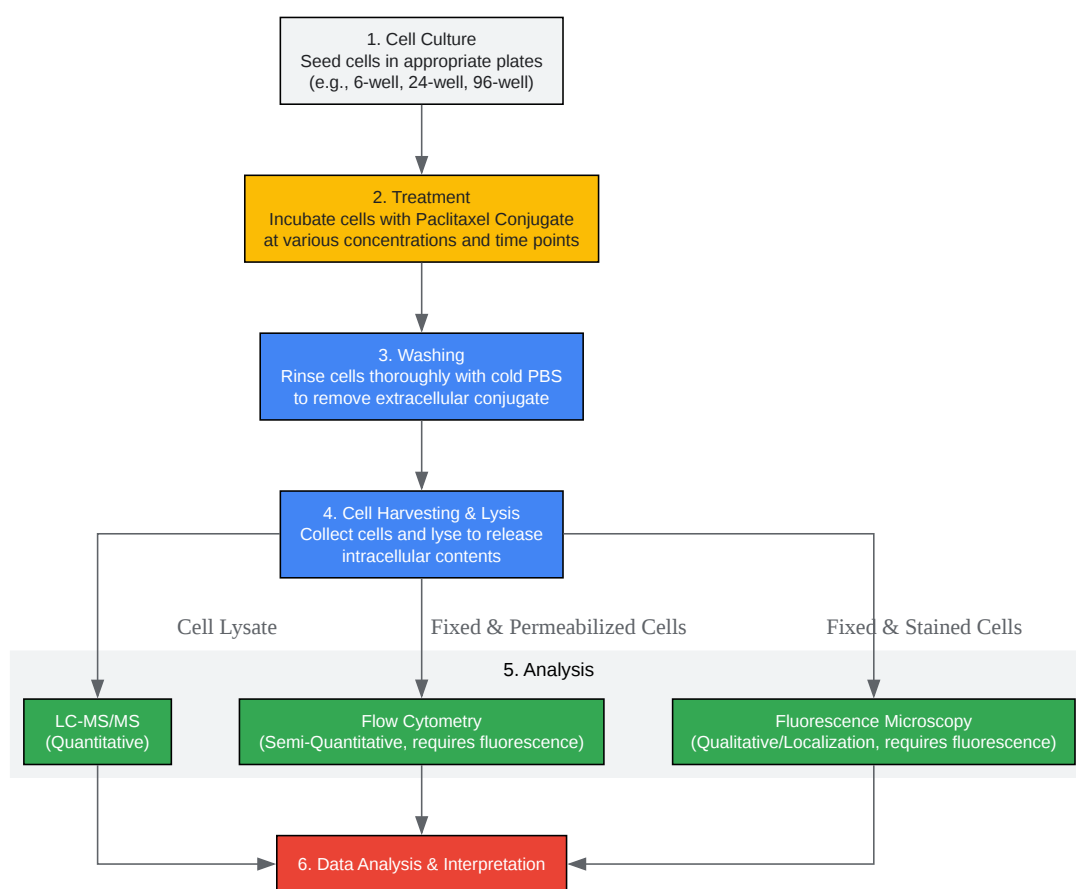 1. Cell Culture
Seed cells in appropriate plates
(e.g., 6-well, 24-well, 96-well)
2. Treatment
Incubate cells with Paclitaxel Conjugate
at various concentrations and time points
3. Washing
Rinse cells thoroughly with cold PBS
to remove extracellular conjugate
4. Cell Harvesting & Lysis
Collect cells and lyse to release
intracellular contents
Cell Lysate
Fixed & Permeabilized Cells
Fixed & Stained Cells
5. Analysis
LC-MS/MS
(Quantitative)
Flow Cytometry
(Semi-Quantitative, requires fluorescence)
Fluorescence Microscopy
(Qualitative/Localization, requires fluorescence)
6. Data Analysis & Interpretation